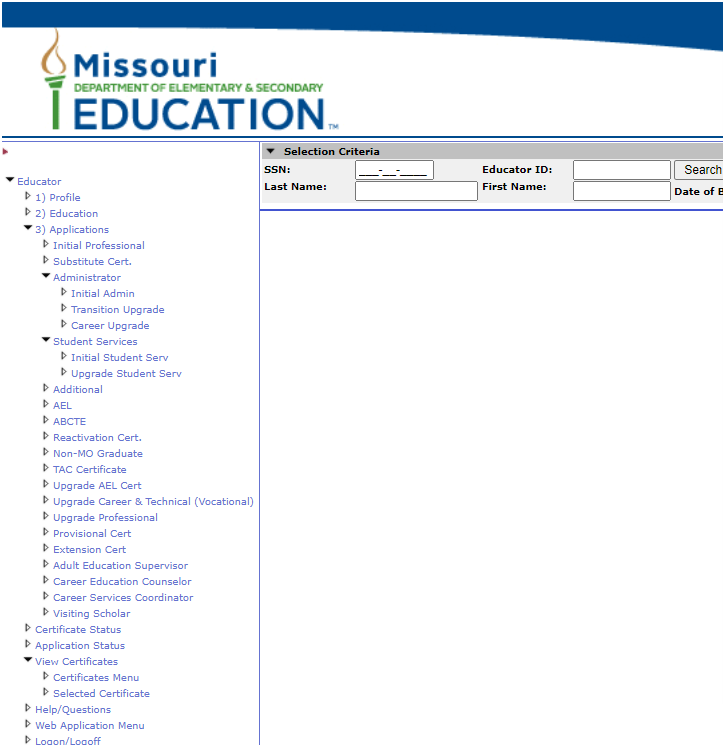 Missouri
DEPARTMENT OF ELEMENTARY & SECONDARY
EDUCATION™
Selection Criteria
SSN: ___-__-____ Educator ID: Search
Last Name: First Name: Date of B
Educator
1) Profile
2) Education
3) Applications
Initial Professional
Substitute Cert.
Administrator
Initial Admin
Transition Upgrade
Career Upgrade
Student Services
Initial Student Serv
Upgrade Student Serv
Additional
AEL
ABCTE
Reactivation Cert.
Non-MO Graduate
TAC Certificate
Upgrade AEL Cert
Upgrade Career & Technical (Vocational)
Upgrade Professional
Provisional Cert
Extension Cert
Adult Education Supervisor
Career Education Counselor
Career Services Coordinator
Visiting Scholar
Certificate Status
Application Status
View Certificates
Certificates Menu
Selected Certificate
Help/Questions
Web Application Menu
Logon/Logoff